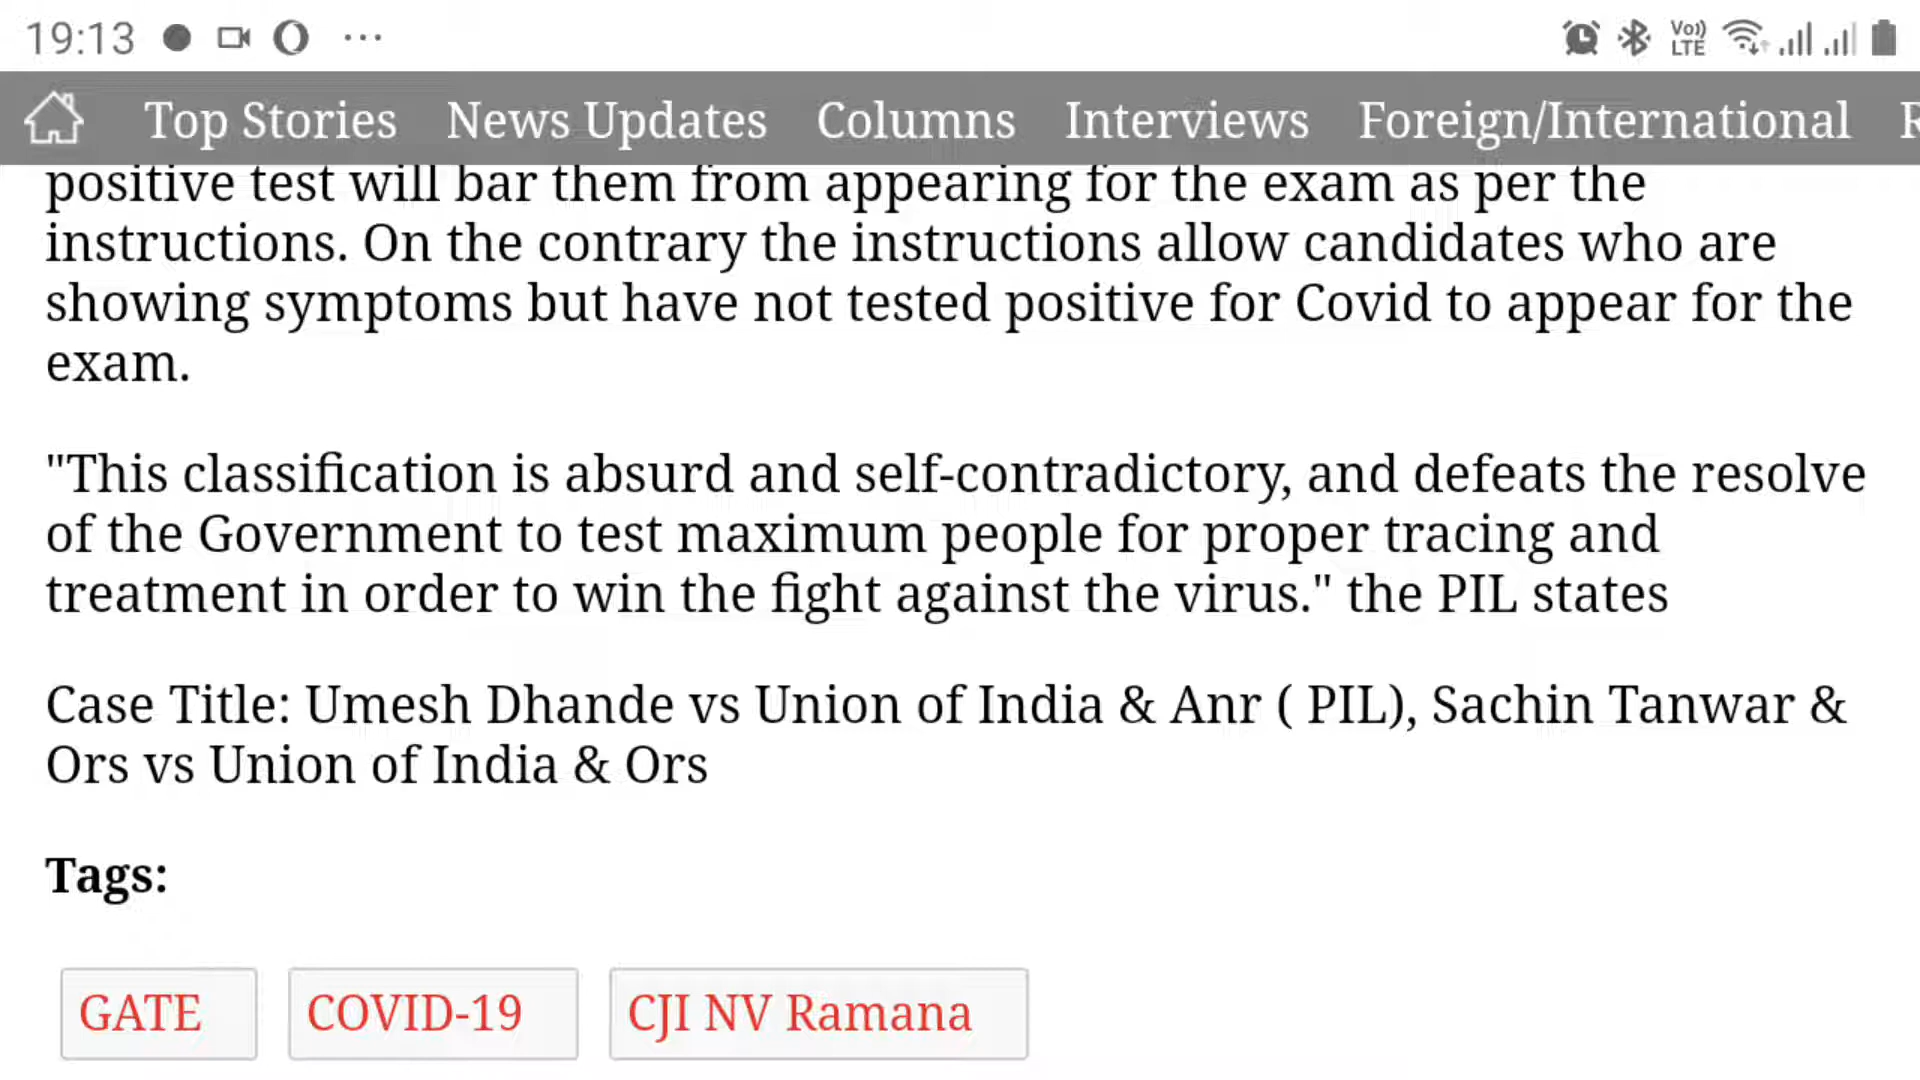 19:13
Vo)) LTE
Top Stories News Updates Columns Interviews Foreign/International R
positive test will bar them from appearing for the exam as per the
instructions. On the contrary the instructions allow candidates who are
showing symptoms but have not tested positive for Covid to appear for the
exam.
"This classification is absurd and self-contradictory, and defeats the resolve
of the Government to test maximum people for proper tracing and
treatment in order to win the fight against the virus." the PIL states
Case Title: Umesh Dhande vs Union of India & Anr ( PIL), Sachin Tanwar &
Ors vs Union of India & Ors
Tags:
GATE COVID-19 CJI NV Ramana